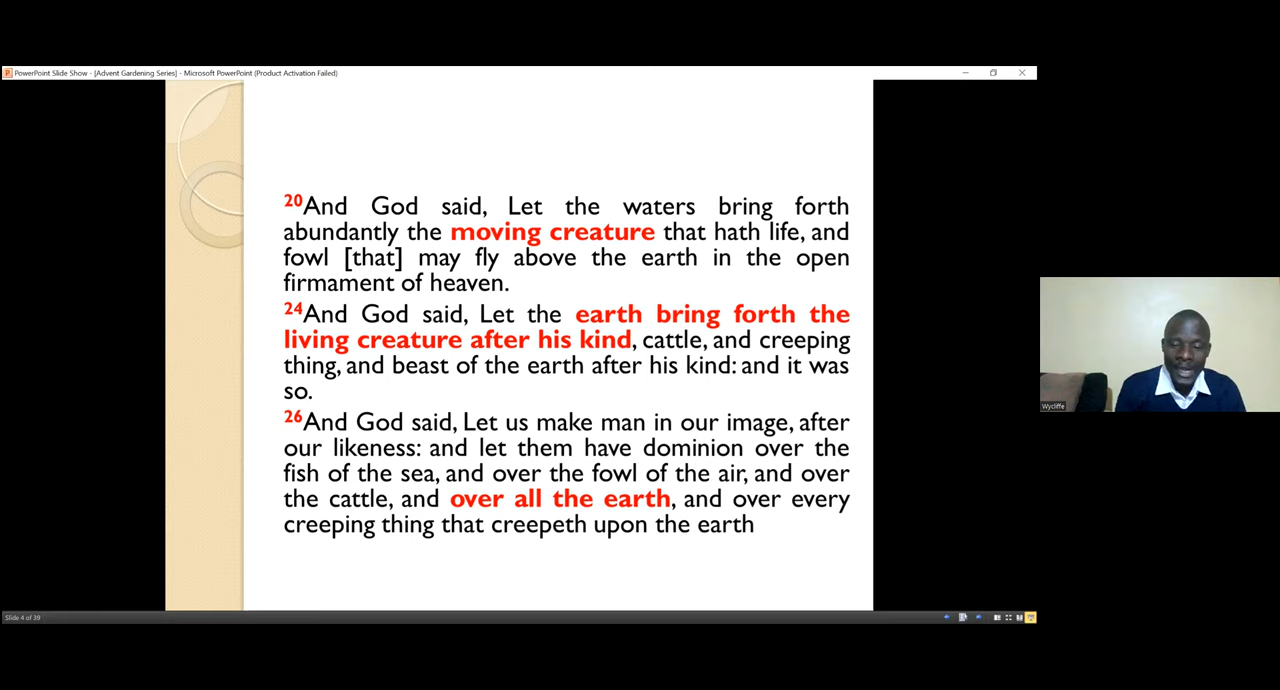 PowerPoint Slide Show - [Advent Gardening Series] - Microsoft PowerPoint (Product Activation Failed)
20And God said, Let the waters bring forth
abundantly the moving creature that hath life, and
fowl [that] may fly above the earth in the open
firmament of heaven.
24And God said, Let the earth bring forth the
living creature after his kind, cattle, and creeping
thing, and beast of the earth after his kind: and it was
so.
26And God said, Let us make man in our image, after
our likeness: and let them have dominion over the
fish of the sea, and over the fowl of the air, and over
the cattle, and over all the earth, and over every
creeping thing that creepeth upon the earth
Wycliffe
Slide 4 of 39